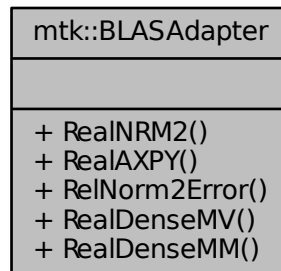 mtk::BLASAdapter
+ RealNRM2()
+ RealAXPY()
+ RelNorm2Error()
+ RealDenseMV()
+ RealDenseMM()